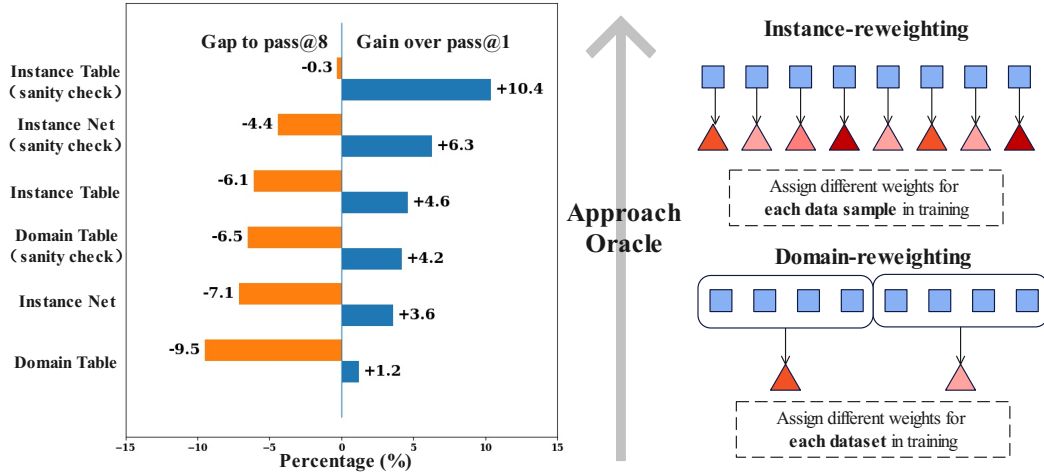 Gap to pass@8
Gain over pass@1
Instance Table
（sanity check）
-0.3
+10.4
Instance Net
（sanity check）
-4.4
+6.3
Instance Table
-6.1
+4.6
Domain Table
（sanity check）
-6.5
+4.2
Instance Net
-7.1
+3.6
Domain Table
-9.5
+1.2
−15
−10
−5
0
5
10
15
Percentage (%)
Approach
Oracle
Instance-reweighting
Assign different weights for
each data sample in training
Domain-reweighting
Assign different weights for
each dataset in training